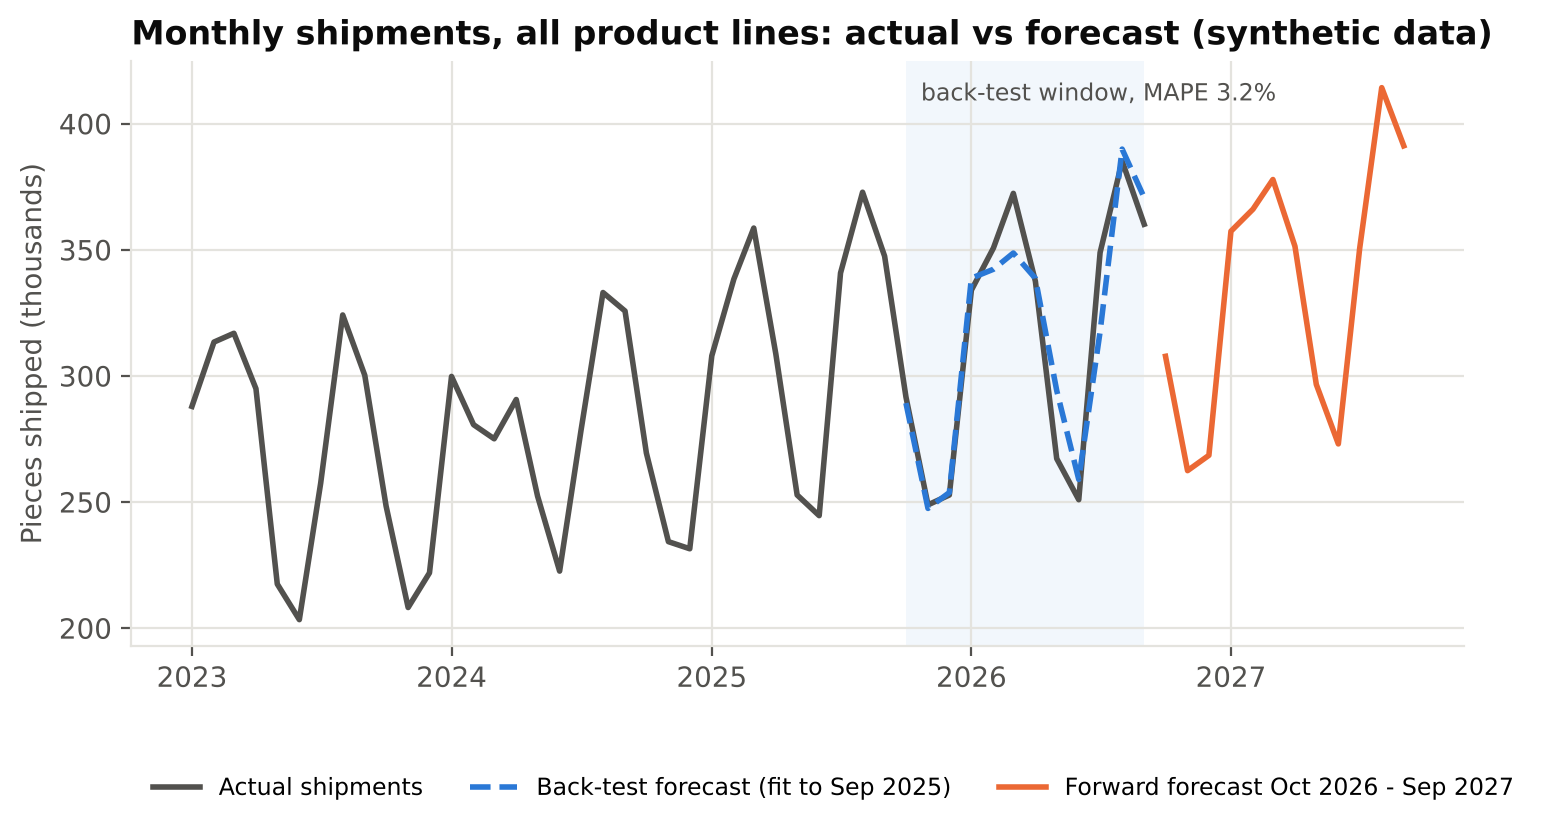 Monthly shipments, all product lines: actual vs forecast (synthetic data)
back-test window, MAPE 3.2%
Pieces shipped (thousands)
400
350
300
250
200
2023 2024 2025 2026 2027
Actual shipments Back-test forecast (fit to Sep 2025) Forward forecast Oct 2026 - Sep 2027